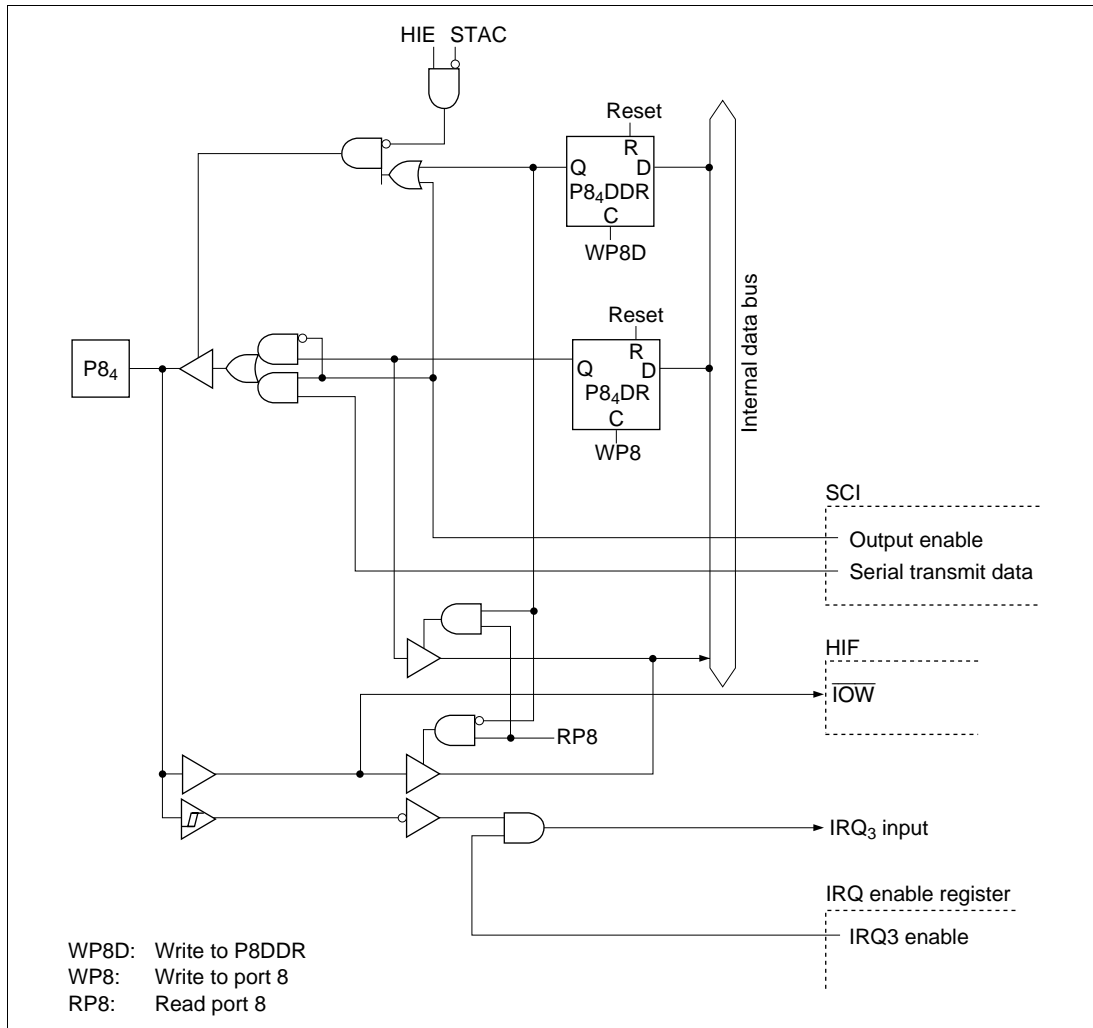 HIE STAC
Reset
R
Q D
P8₄DDR
C
WP8D
Reset
R
Q D
P8₄DR
C
WP8
P8₄
Internal data bus
SCI
Output enable
Serial transmit data
HIF
I̅O̅W̅
RP8
IRQ₃ input
IRQ enable register
IRQ3 enable
WP8D: Write to P8DDR
WP8: Write to port 8
RP8: Read port 8